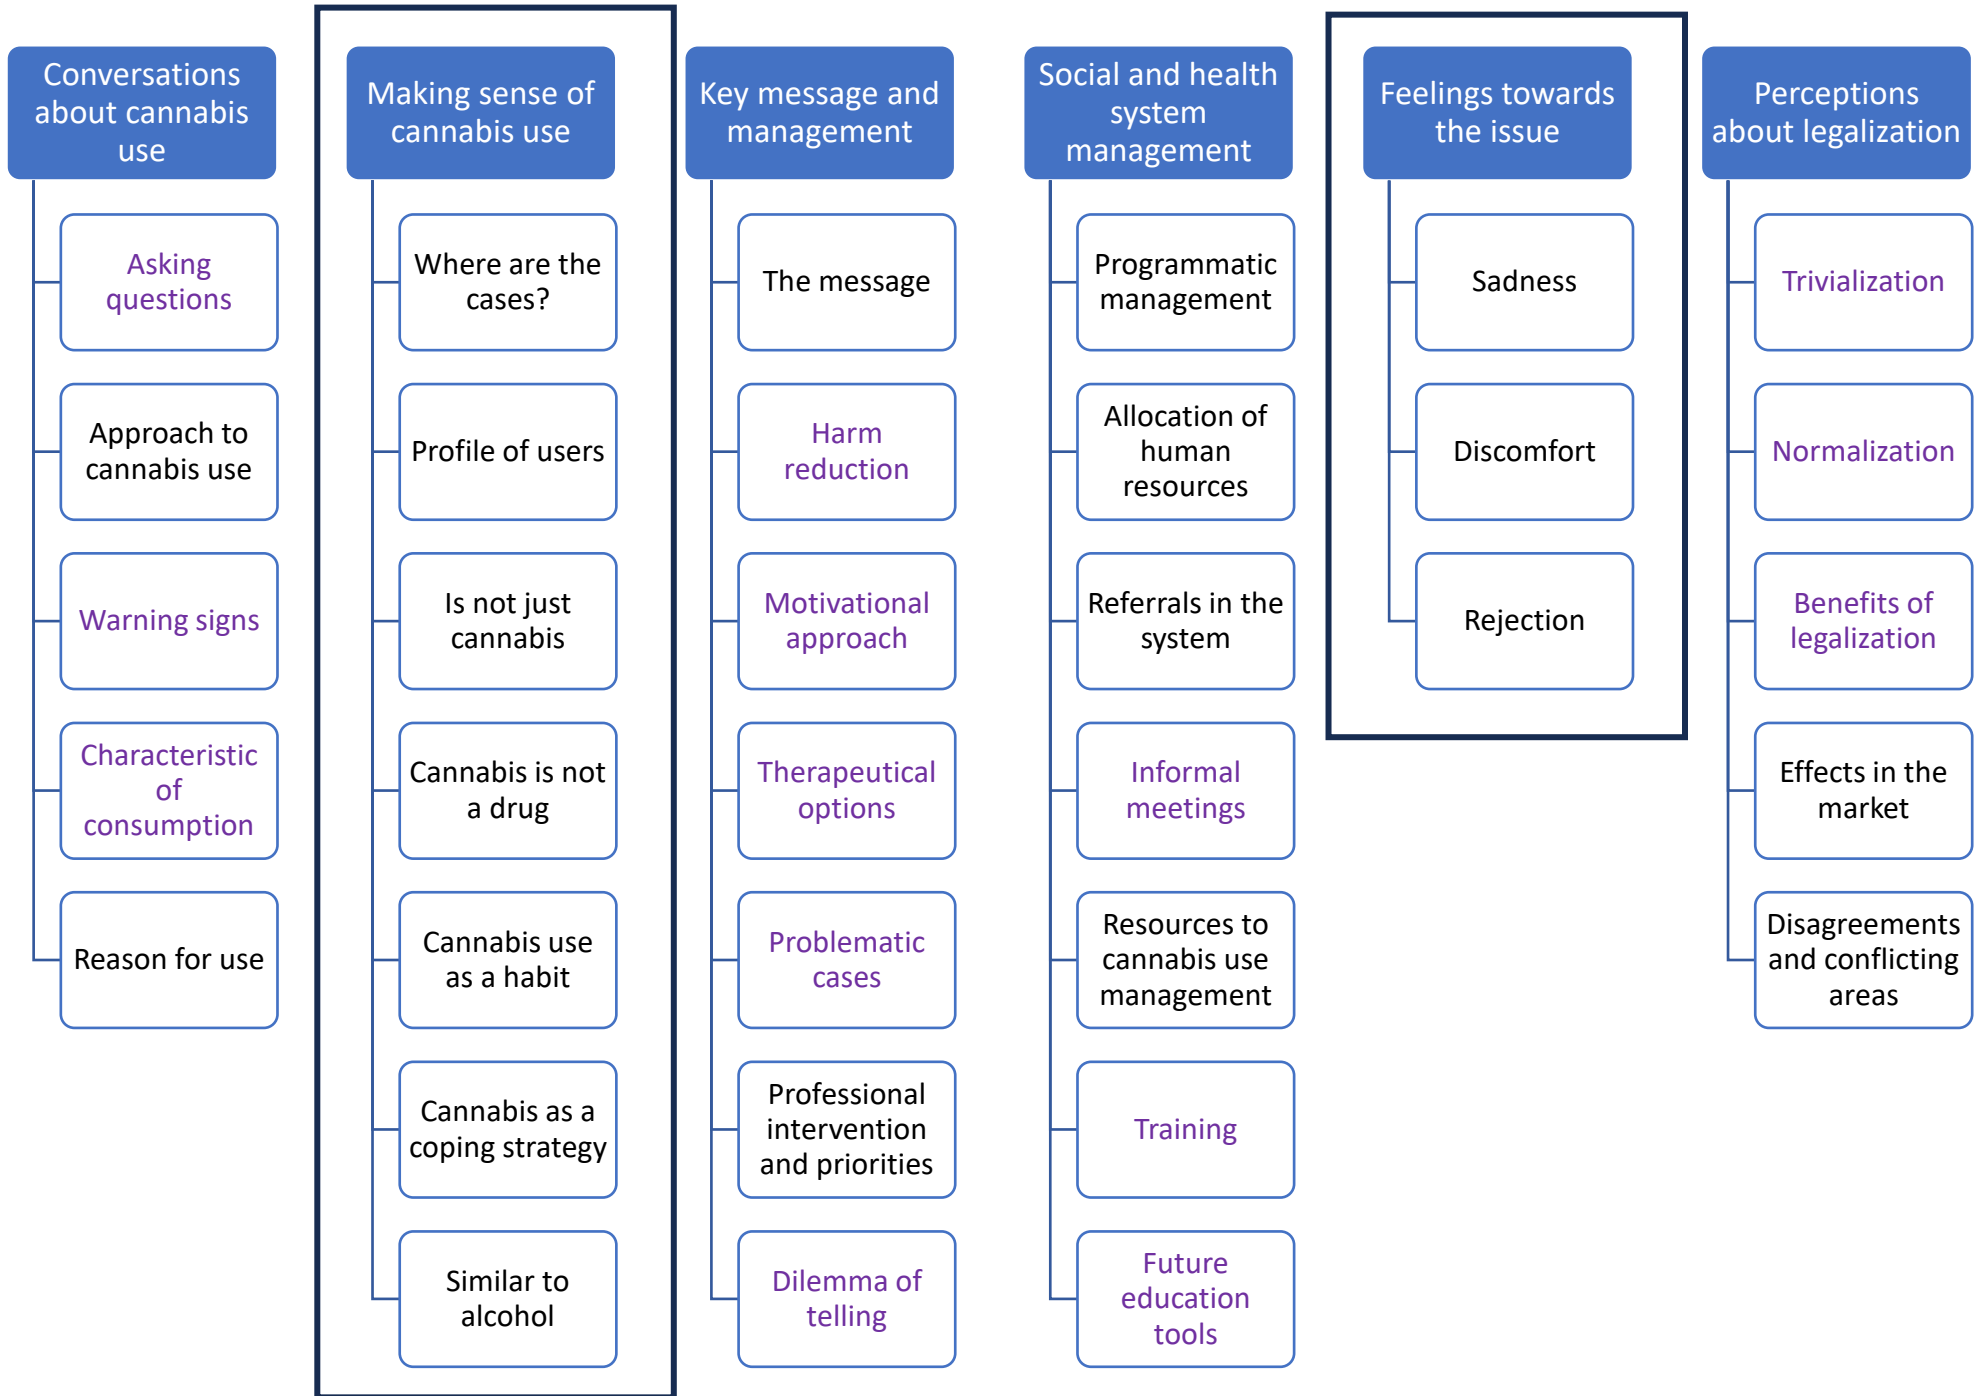 Conversations
about cannabis
use
Asking
questions
Approach to
cannabis use
Warning signs
Characteristic
of
consumption
Reason for use
Making sense of
cannabis use
Where are the
cases?
Profile of users
Is not just
cannabis
Cannabis is not
a drug
Cannabis use
as a habit
Cannabis as a
coping strategy
Similar to
alcohol
Key message and
management
The message
Harm
reduction
Motivational
approach
Therapeutical
options
Problematic
cases
Professional
intervention
and priorities
Dilemma of
telling
Social and health
system
management
Programmatic
management
Allocation of
human
resources
Referrals in the
system
Informal
meetings
Resources to
cannabis use
management
Training
Future
education
tools
Feelings towards
the issue
Sadness
Discomfort
Rejection
Perceptions
about legalization
Trivialization
Normalization
Benefits of
legalization
Effects in the
market
Disagreements
and conflicting
areas